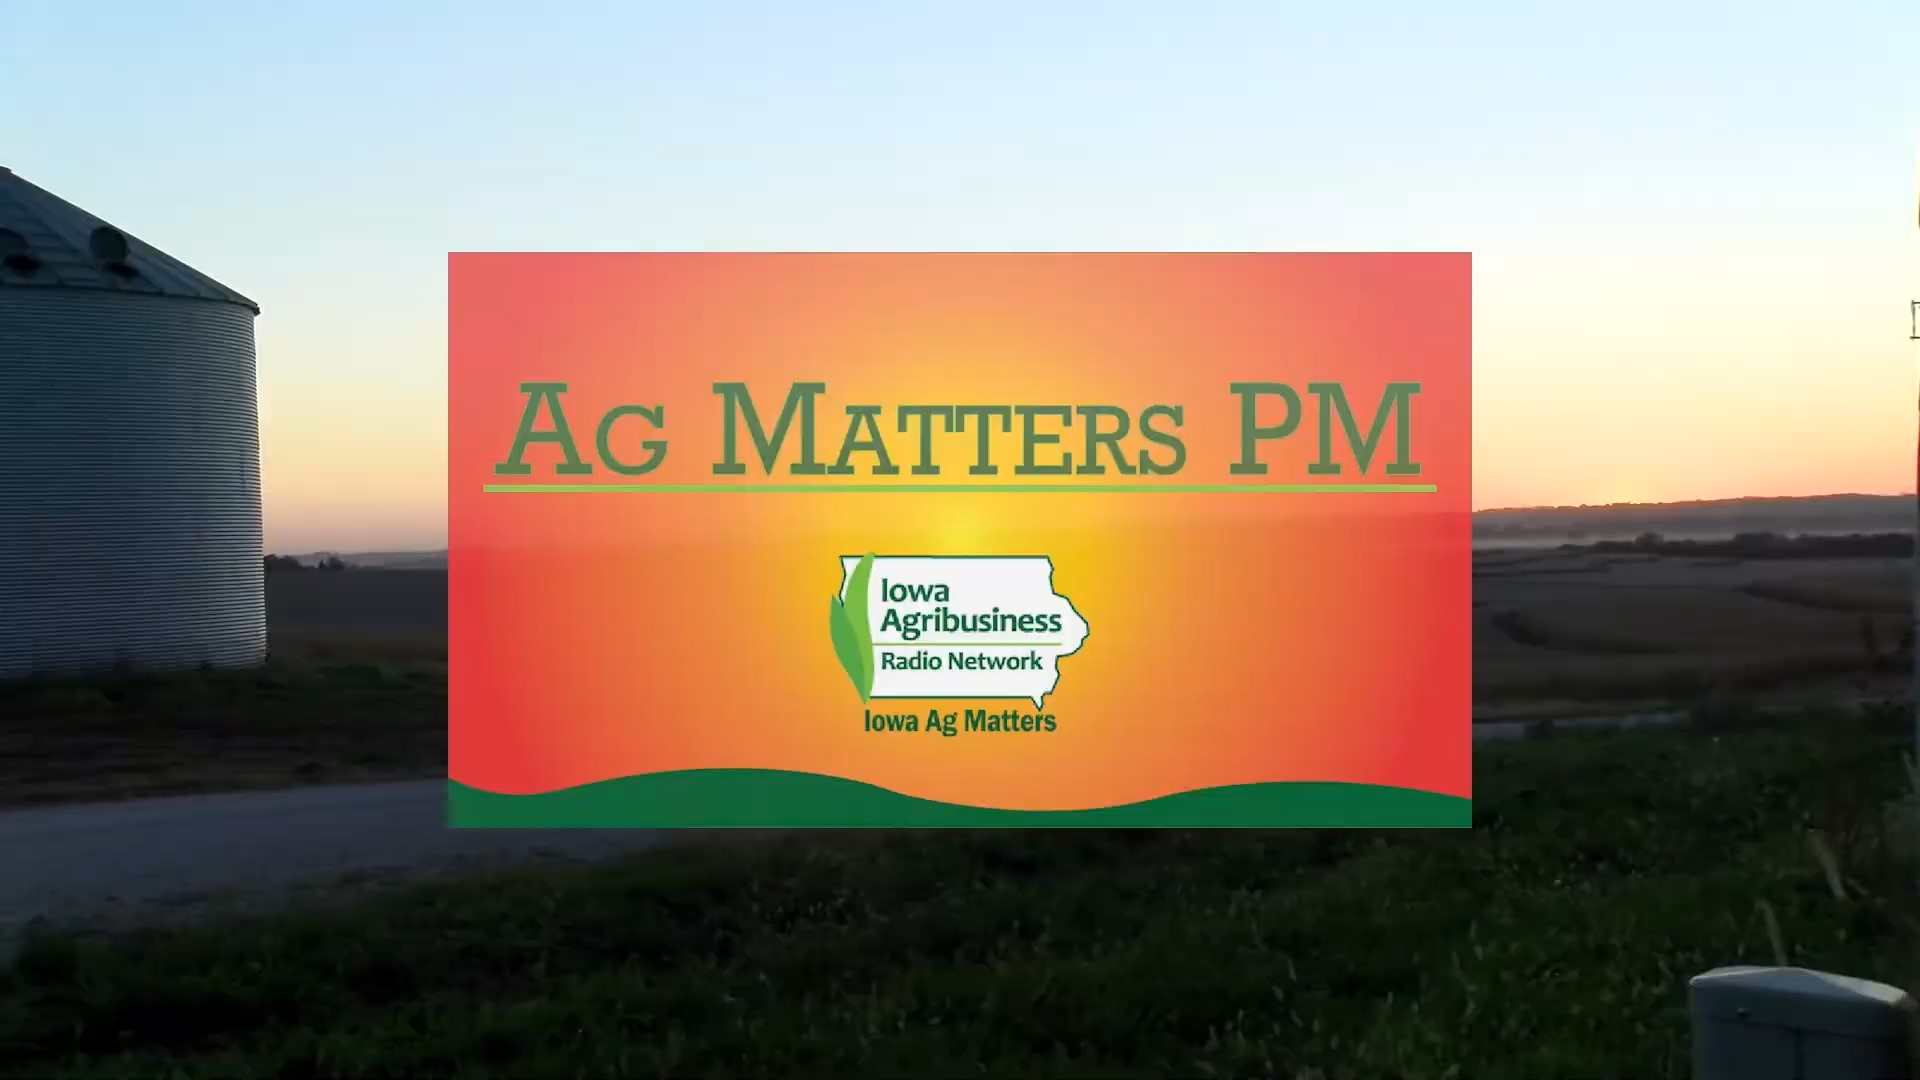 Ag Matters PM
Iowa
Agribusiness
Radio Network
Iowa Ag Matters